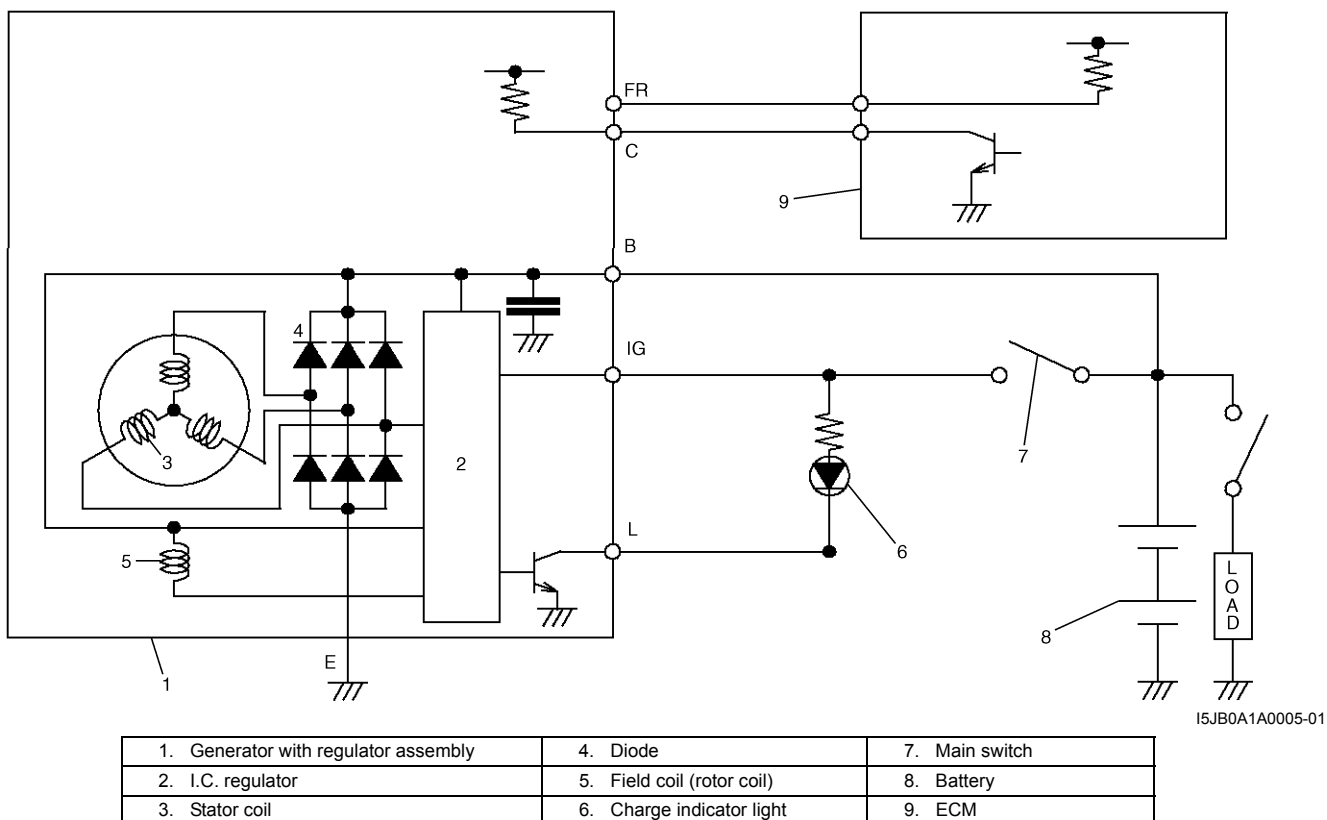 FR
C
9
B
4
IG
7
3
2
L
6
5
8
LOAD
E
1
I5JB0A1A0005-01
1. Generator with regulator assembly 4. Diode 7. Main switch
2. I.C. regulator 5. Field coil (rotor coil) 8. Battery
3. Stator coil 6. Charge indicator light 9. ECM